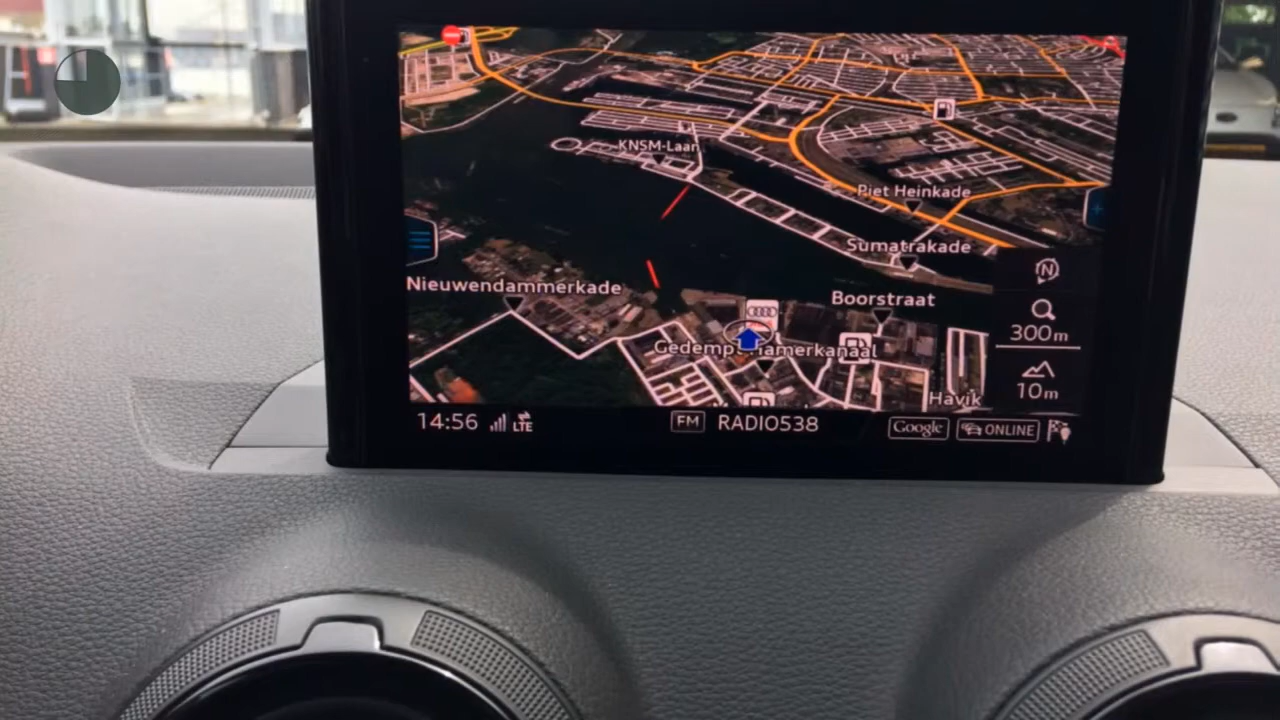 KNSM-Laan
Piet Heinkade
Sumatrakade
Nieuwendammerkade
Boorstraat
N
300m
Havik
10m
14:56 LTE FM RADIO538 Google ONLINE